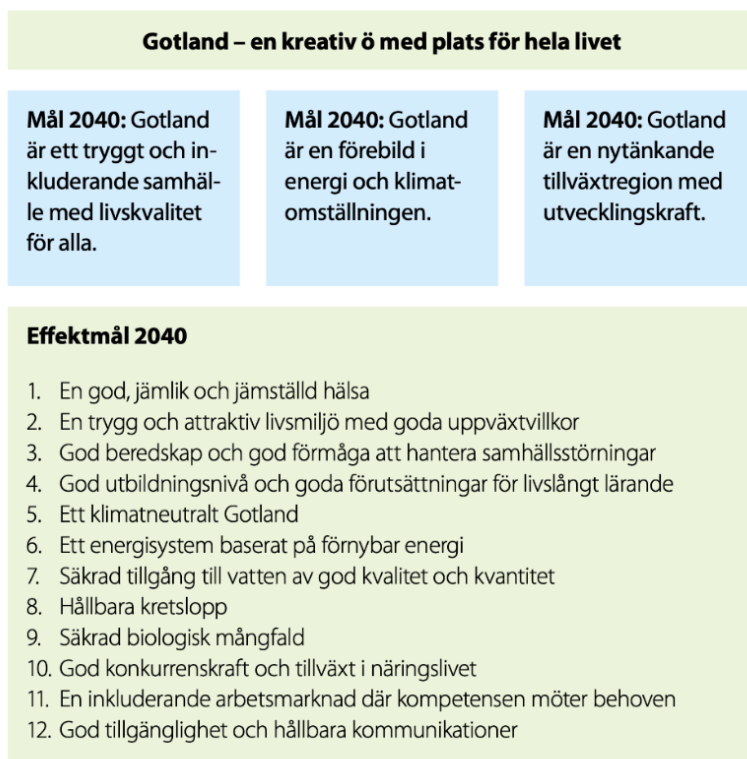 Gotland – en kreativ ö med plats för hela livet
Mål 2040: Gotland
är ett tryggt och in-
kluderande samhäl-
le med livskvalitet
för alla.
Mål 2040: Gotland
är en förebild i
energi och klimat-
omställningen.
Mål 2040: Gotland
är en nytänkande
tillväxtregion med
utvecklingskraft.
Effektmål 2040
1. En god, jämlik och jämställd hälsa
2. En trygg och attraktiv livsmiljö med goda uppväxtvillkor
3. God beredskap och god förmåga att hantera samhällsstörningar
4. God utbildningsnivå och goda förutsättningar för livslångt lärande
5. Ett klimatneutralt Gotland
6. Ett energisystem baserat på förnybar energi
7. Säkrad tillgång till vatten av god kvalitet och kvantitet
8. Hållbara kretslopp
9. Säkrad biologisk mångfald
10. God konkurrenskraft och tillväxt i näringslivet
11. En inkluderande arbetsmarknad där kompetensen möter behoven
12. God tillgänglighet och hållbara kommunikationer